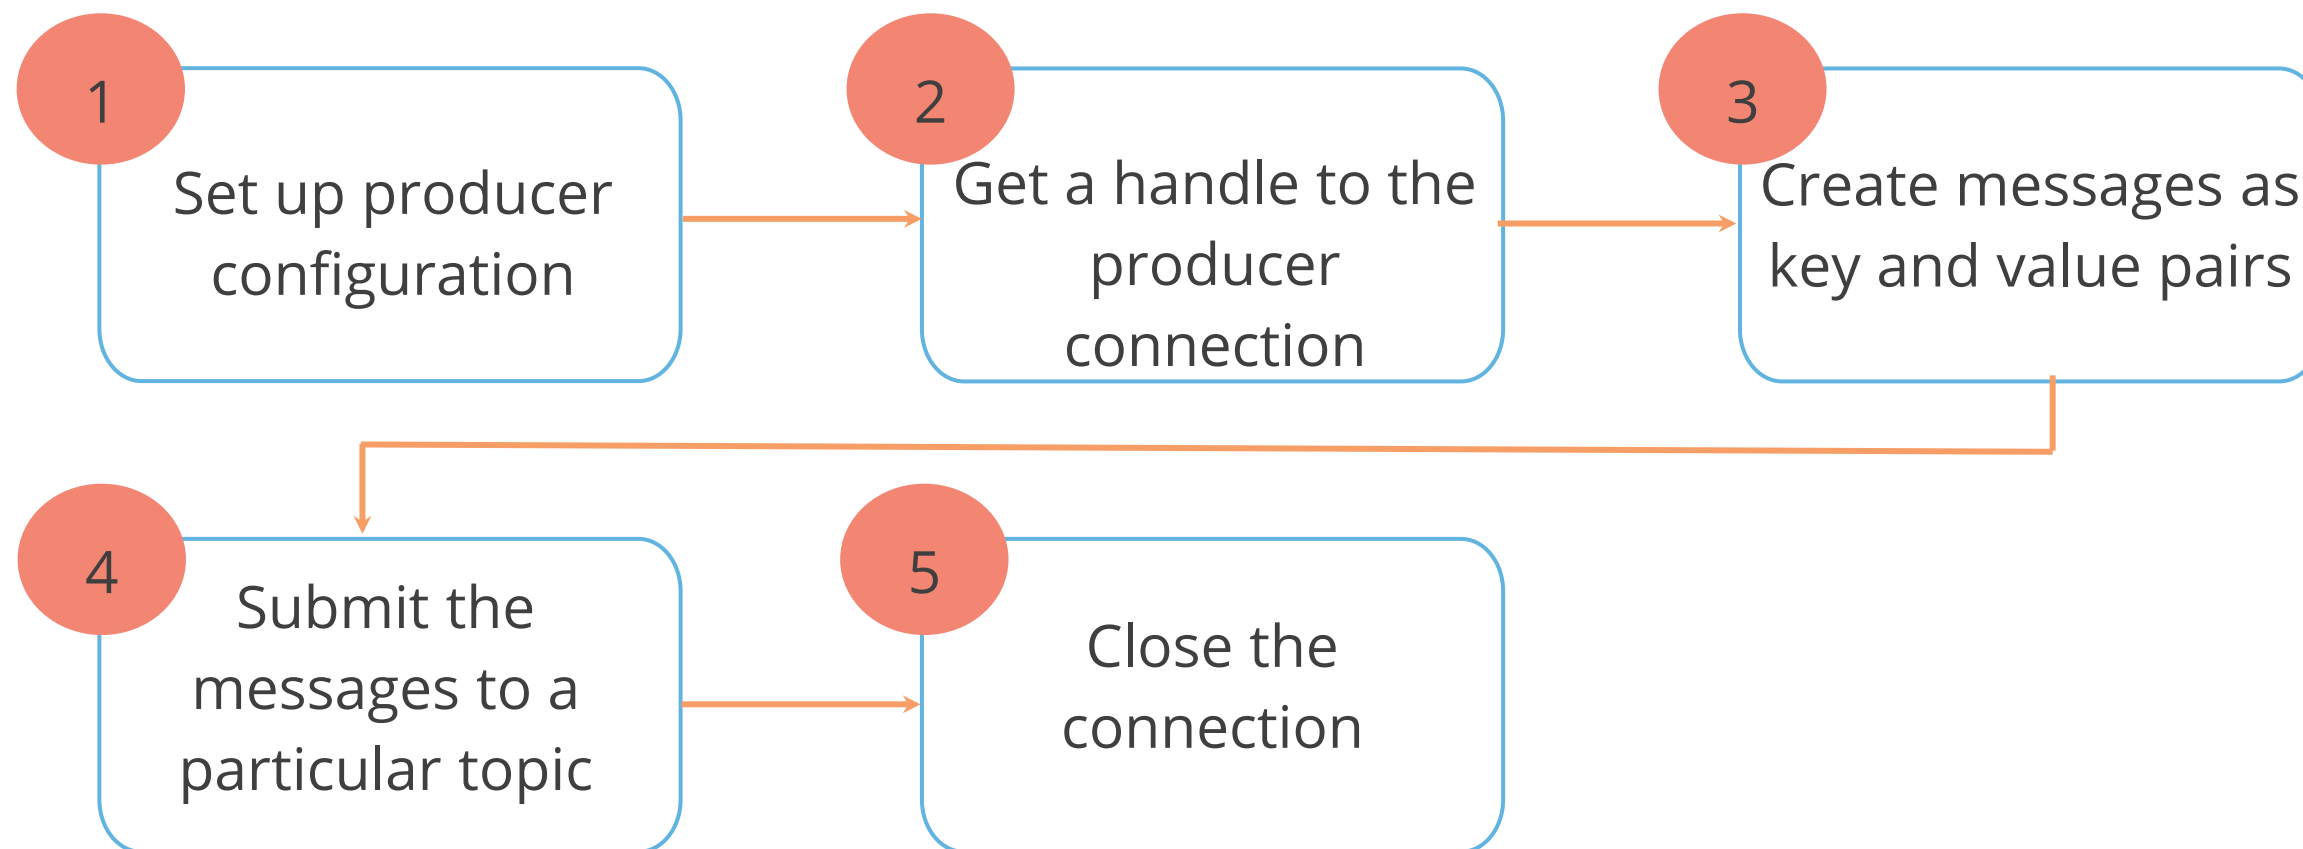 1
Set up producer
configuration
2
Get a handle to the
producer
connection
3
Create messages as
key and value pairs
4
Submit the
messages to a
particular topic
5
Close the
connection